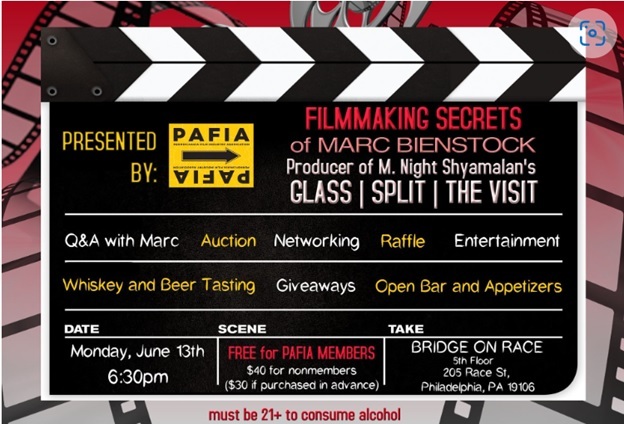 PRESENTED
BY:
PAFIA
PAFIA
FILMMAKING SECRETS
of MARC BIENSTOCK
Producer of M. Night Shyamalan's
GLASS | SPLIT | THE VISIT
Q&A with Marc Auction Networking Raffle Entertainment
Whiskey and Beer Tasting Giveaways Open Bar and Appetizers
DATE
Monday, June 13th
6:30pm
SCENE
FREE for PAFIA MEMBERS
$40 for nonmembers
($30 if purchased in advance)
TAKE
BRIDGE ON RACE
5th Floor
205 Race St,
Philadelphia, PA 19106
must be 21+ to consume alcohol